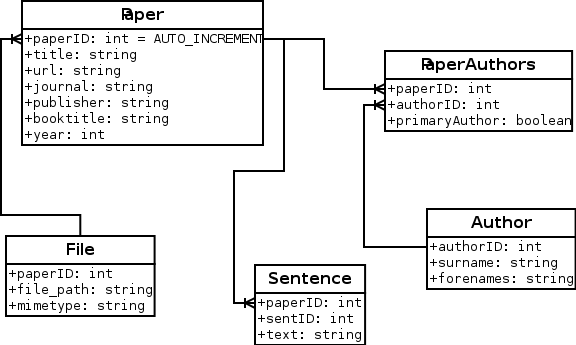 Paper
+paperID: int = AUTO_INCREMENT
+title: string
+url: string
+journal: string
+publisher: string
+booktitle: string
+year: int
PaperAuthors
+paperID: int
+authorID: int
+primaryAuthor: boolean
Author
+authorID: int
+surname: string
+forenames: string
File
+paperID: int
+file_path: string
+mimetype: string
Sentence
+paperID: int
+sentID: int
+text: string